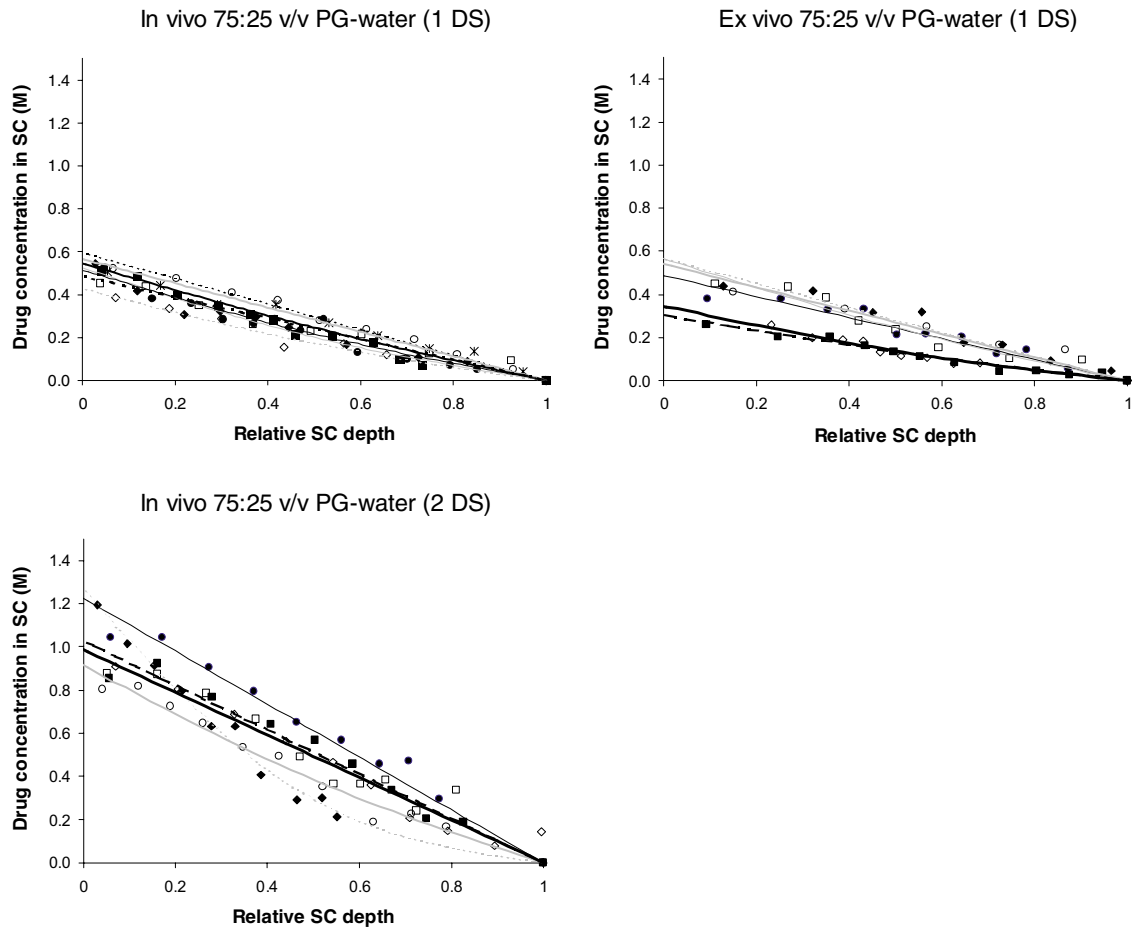 In vivo 75:25 v/v PG-water (1 DS)
Drug concentration in SC (M)
1.4
1.2
1.0
0.8
0.6
0.4
0.2
0.0
0 0.2 0.4 0.6 0.8 1
Relative SC depth
Ex vivo 75:25 v/v PG-water (1 DS)
Drug concentration in SC (M)
1.4
1.2
1.0
0.8
0.6
0.4
0.2
0.0
0 0.2 0.4 0.6 0.8 1
Relative SC depth
In vivo 75:25 v/v PG-water (2 DS)
Drug concentration in SC (M)
1.4
1.2
1.0
0.8
0.6
0.4
0.2
0.0
0 0.2 0.4 0.6 0.8 1
Relative SC depth